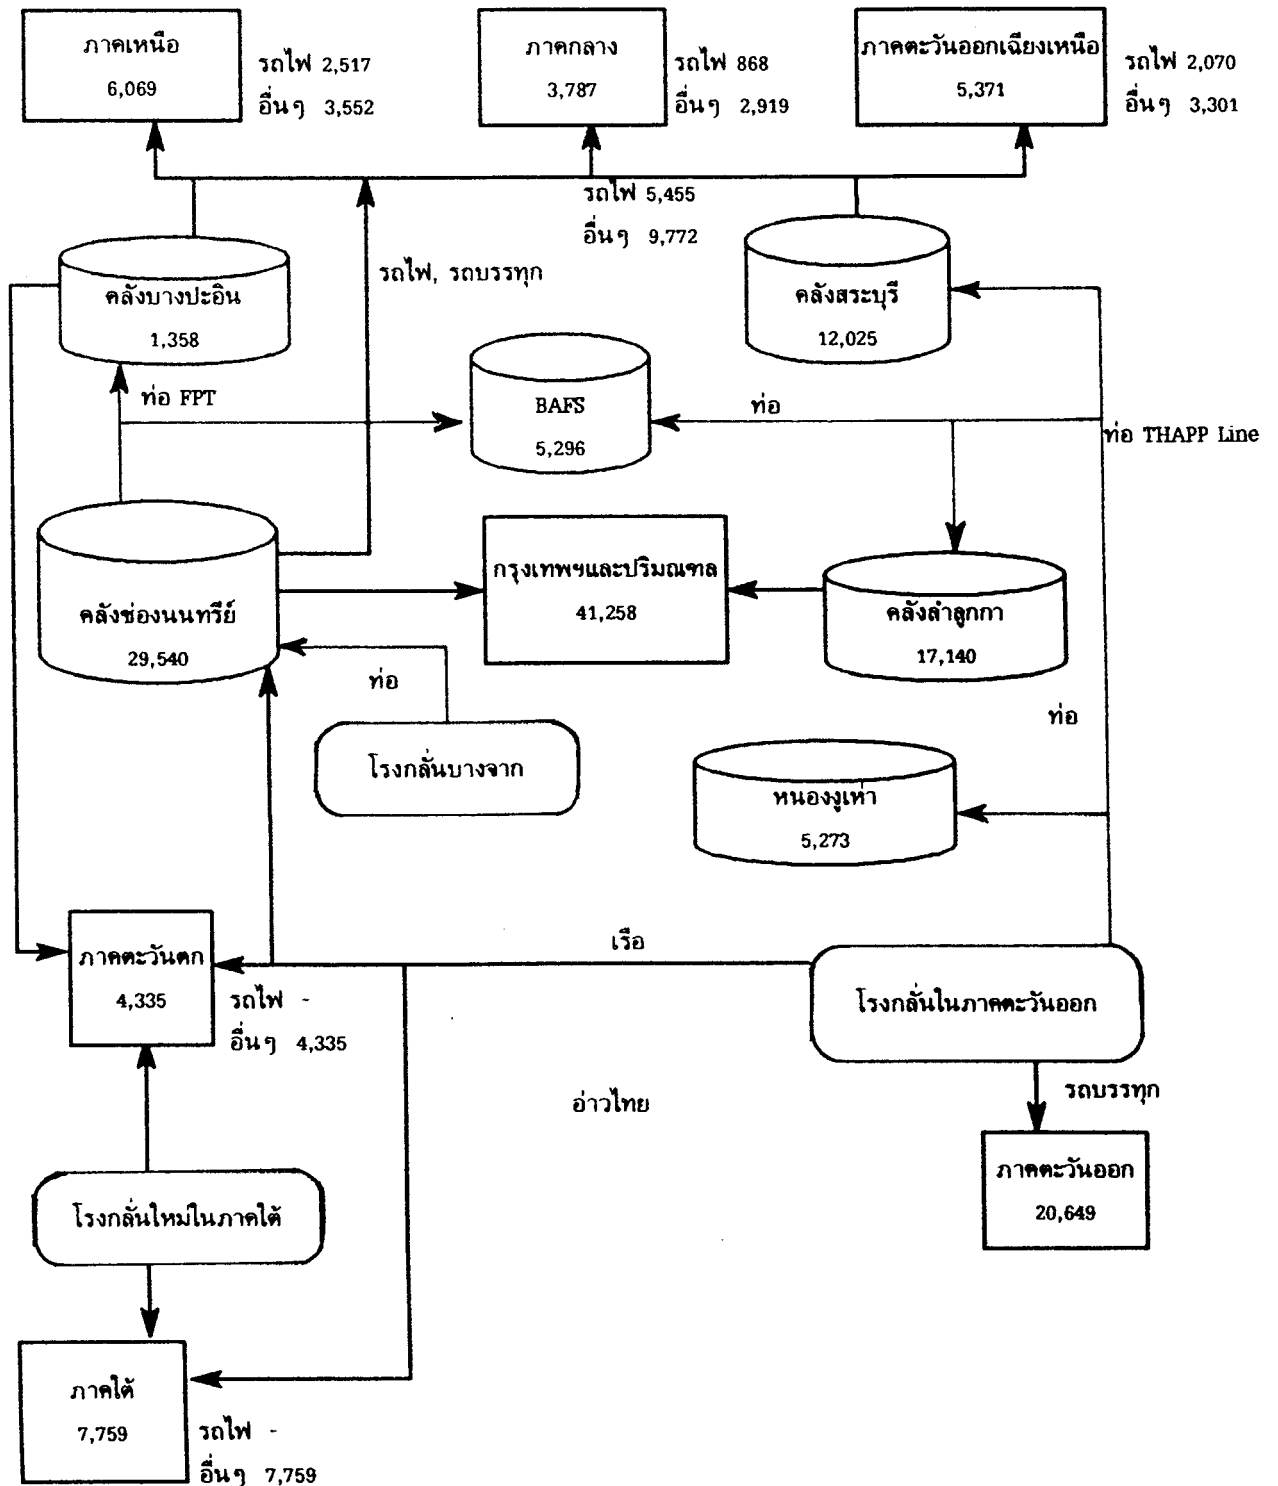 ภาคเหนือ
6,069
รถไฟ 2,517
อื่นๆ 3,552
ภาคกลาง
3,787
รถไฟ 868
อื่นๆ 2,919
ภาคตะวันออกเฉียงเหนือ
5,371
รถไฟ 2,070
อื่นๆ 3,301
รถไฟ 5,455
อื่นๆ 9,772
รถไฟ, รถบรรทุก
คลังบางปะอิน
1,358
คลังสระบุรี
12,025
ท่อ FPT
BAFS
5,296
ท่อ
ท่อ THAPP Line
คลังช่องนนทรีย์
29,540
กรุงเทพฯและปริมณฑล
41,258
คลังลำลูกกา
17,140
ท่อ
ท่อ
โรงกลั่นบางจาก
หนองงูเห่า
5,273
เรือ
ภาคตะวันตก
4,335
รถไฟ -
อื่นๆ 4,335
โรงกลั่นในภาคตะวันออก
รถบรรทุก
อ่าวไทย
ภาคตะวันออก
20,649
โรงกลั่นใหม่ในภาคใต้
ภาคใต้
7,759
รถไฟ -
อื่นๆ 7,759